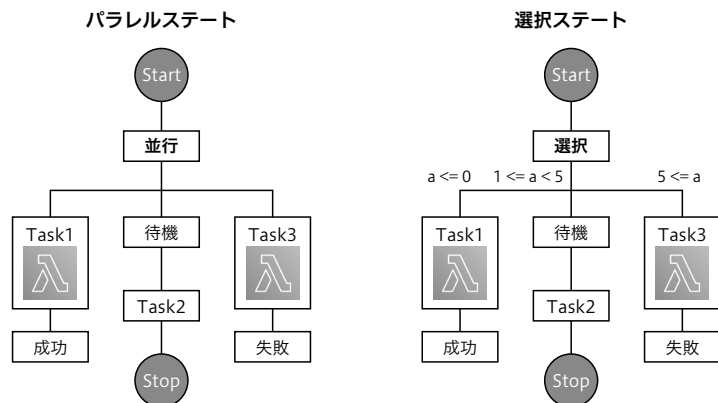 パラレルステート
Start
並行
Task1
待機
Task3
Task2
成功
失敗
Stop
選択ステート
Start
選択
a <= 0
1 <= a < 5
5 <= a
Task1
待機
Task3
Task2
成功
失敗
Stop